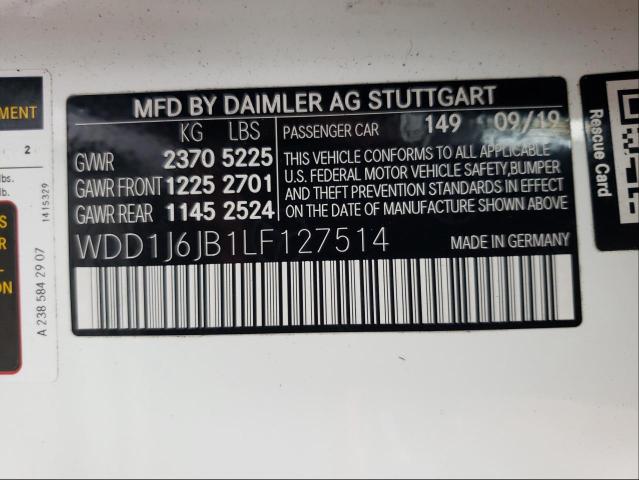 MFD BY DAIMLER AG STUTTGART
KG LBS
GVWR 2370 5225
GAWR FRONT 1225 2701
GAWR REAR 1145 2524
PASSENGER CAR 149 09/19
THIS VEHICLE CONFORMS TO ALL APPLICABLE
U.S. FEDERAL MOTOR VEHICLE SAFETY, BUMPER
AND THEFT PREVENTION STANDARDS IN EFFECT
ON THE DATE OF MANUFACTURE SHOWN ABOVE
WDD1J6JB1LF127514
MADE IN GERMANY
2
lbs.
lb.
1415329
A 238 584 29 07
Rescue Card